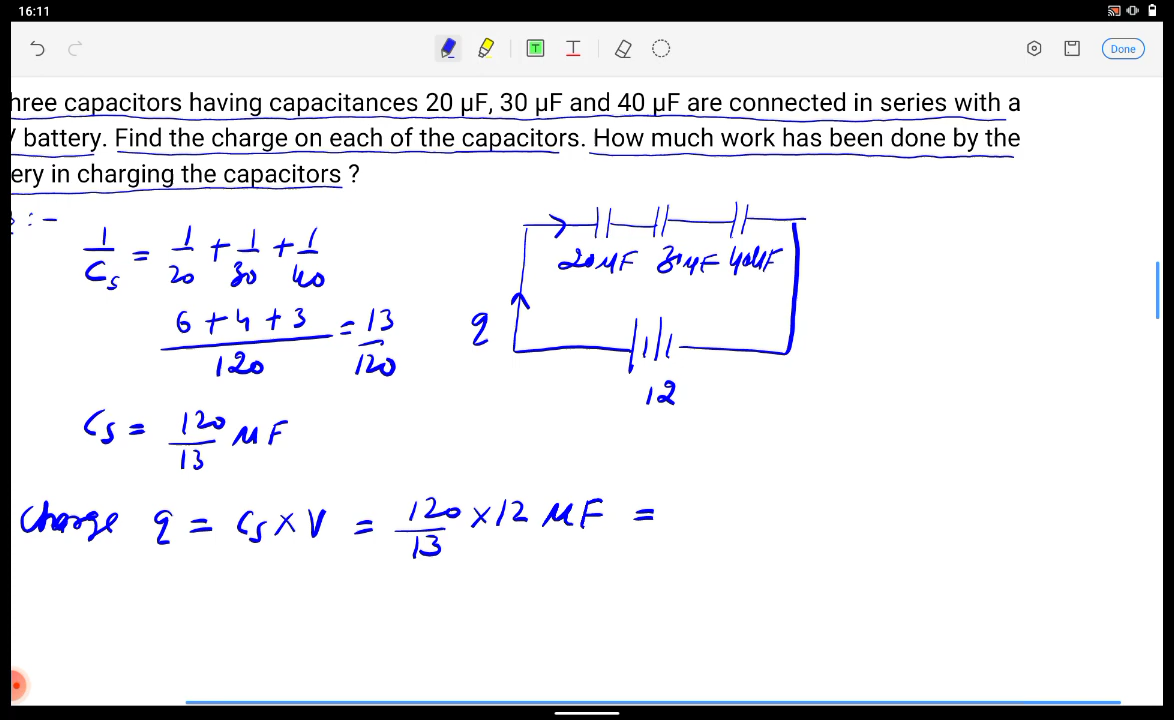 16:11
T T Done
hree capacitors having capacitances 20 µF, 30 µF and 40 µF are connected in series with a
battery. Find the charge on each of the capacitors. How much work has been done by the
ery in charging the capacitors ?
:-
1/Cs = 1/20 + 1/30 + 1/40
20µF 30µF 40µF
6 + 4 + 3 / 120 = 13/120
q
12
Cs = 120/13 µF
Charge q = Cs × V = 120/13 × 12 µF =